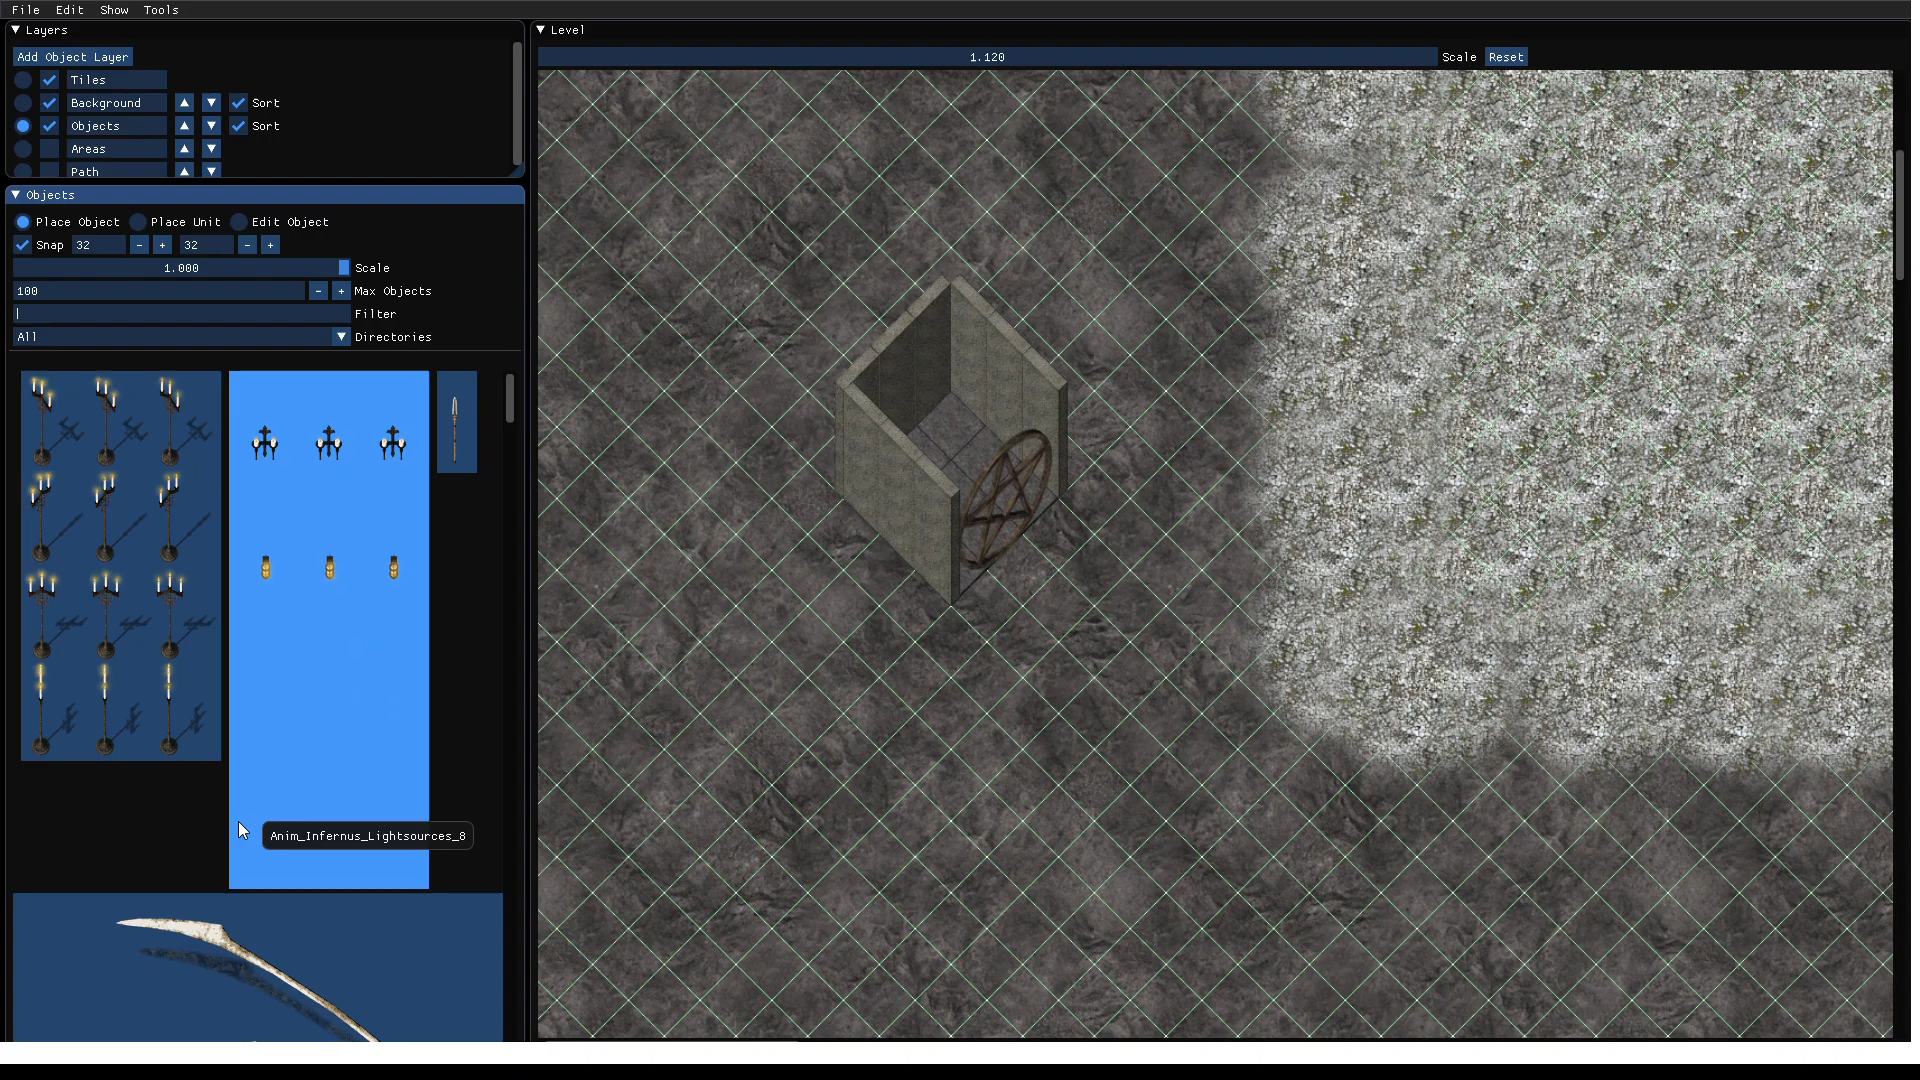 File Edit Show Tools
Layers
Add Object Layer
Tiles
Background Sort
Objects Sort
Areas
Path
Objects
Place Object Place Unit Edit Object
Snap 32 - + 32 - +
1.000 Scale
100 - + Max Objects
Filter
All Directories
Anim_Infernus_Lightsources_8
Level
1.120 Scale Reset